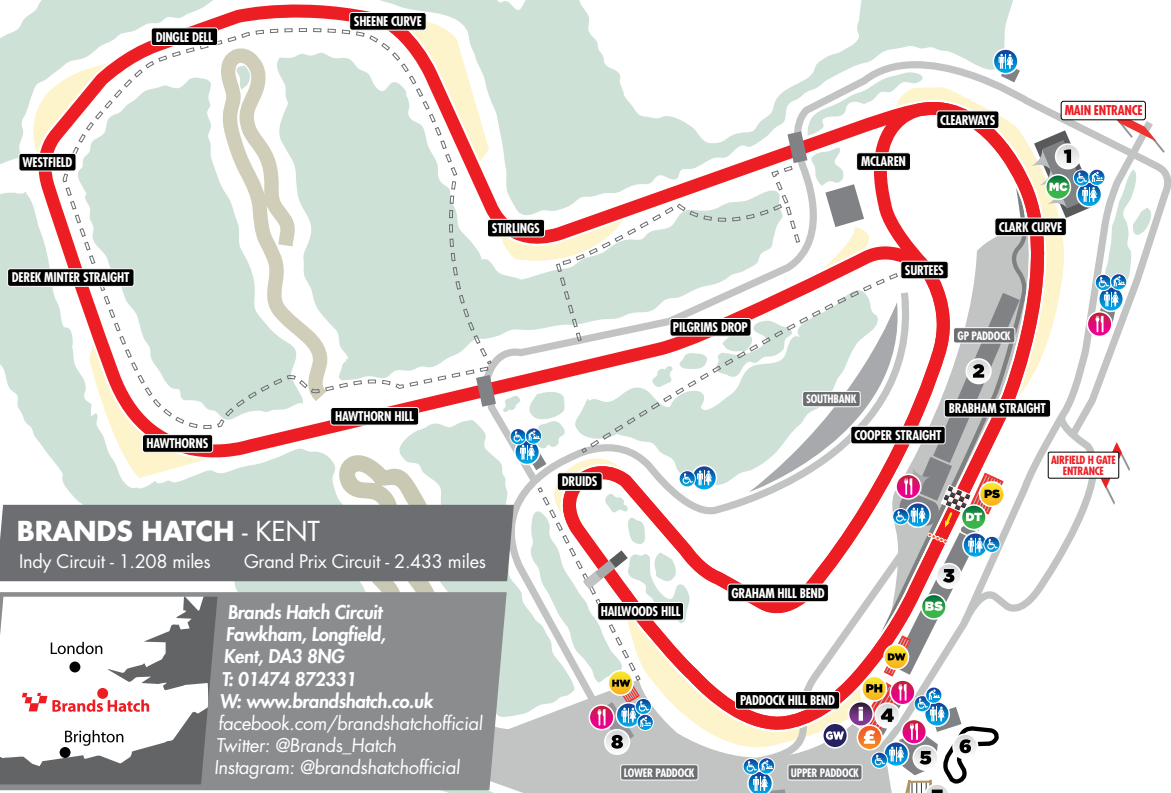 SHEENE CURVE
DINGLE DELL
MAIN ENTRANCE
CLEARWAYS
WESTFIELD
MCLAREN
1
MC
STIRLINGS
CLARK CURVE
DEREK MINTER STRAIGHT
SURTEES
PILGRIMS DROP
GP PADDOCK
2
SOUTHBANK
HAWTHORN HILL
BRABHAM STRAIGHT
HAWTHORNS
COOPER STRAIGHT
AIRFIELD H GATE
ENTRANCE
DRUIDS
PS
DT
BRANDS HATCH - KENT
Indy Circuit - 1.208 miles Grand Prix Circuit - 2.433 miles
3
GRAHAM HILL BEND
BS
HAILWOODS HILL
London
Brands Hatch
Brighton
Brands Hatch Circuit
Fawkham, Longfield,
Kent, DA3 8NG
T: 01474 872331
W: www.brandshatch.co.uk
facebook.com/brandshatchofficial
Twitter: @Brands_Hatch
Instagram: @brandshatchofficial
DW
HW
PH
PADDOCK HILL BEND
i
4
GW
£
8
5
6
LOWER PADDOCK
UPPER PADDOCK